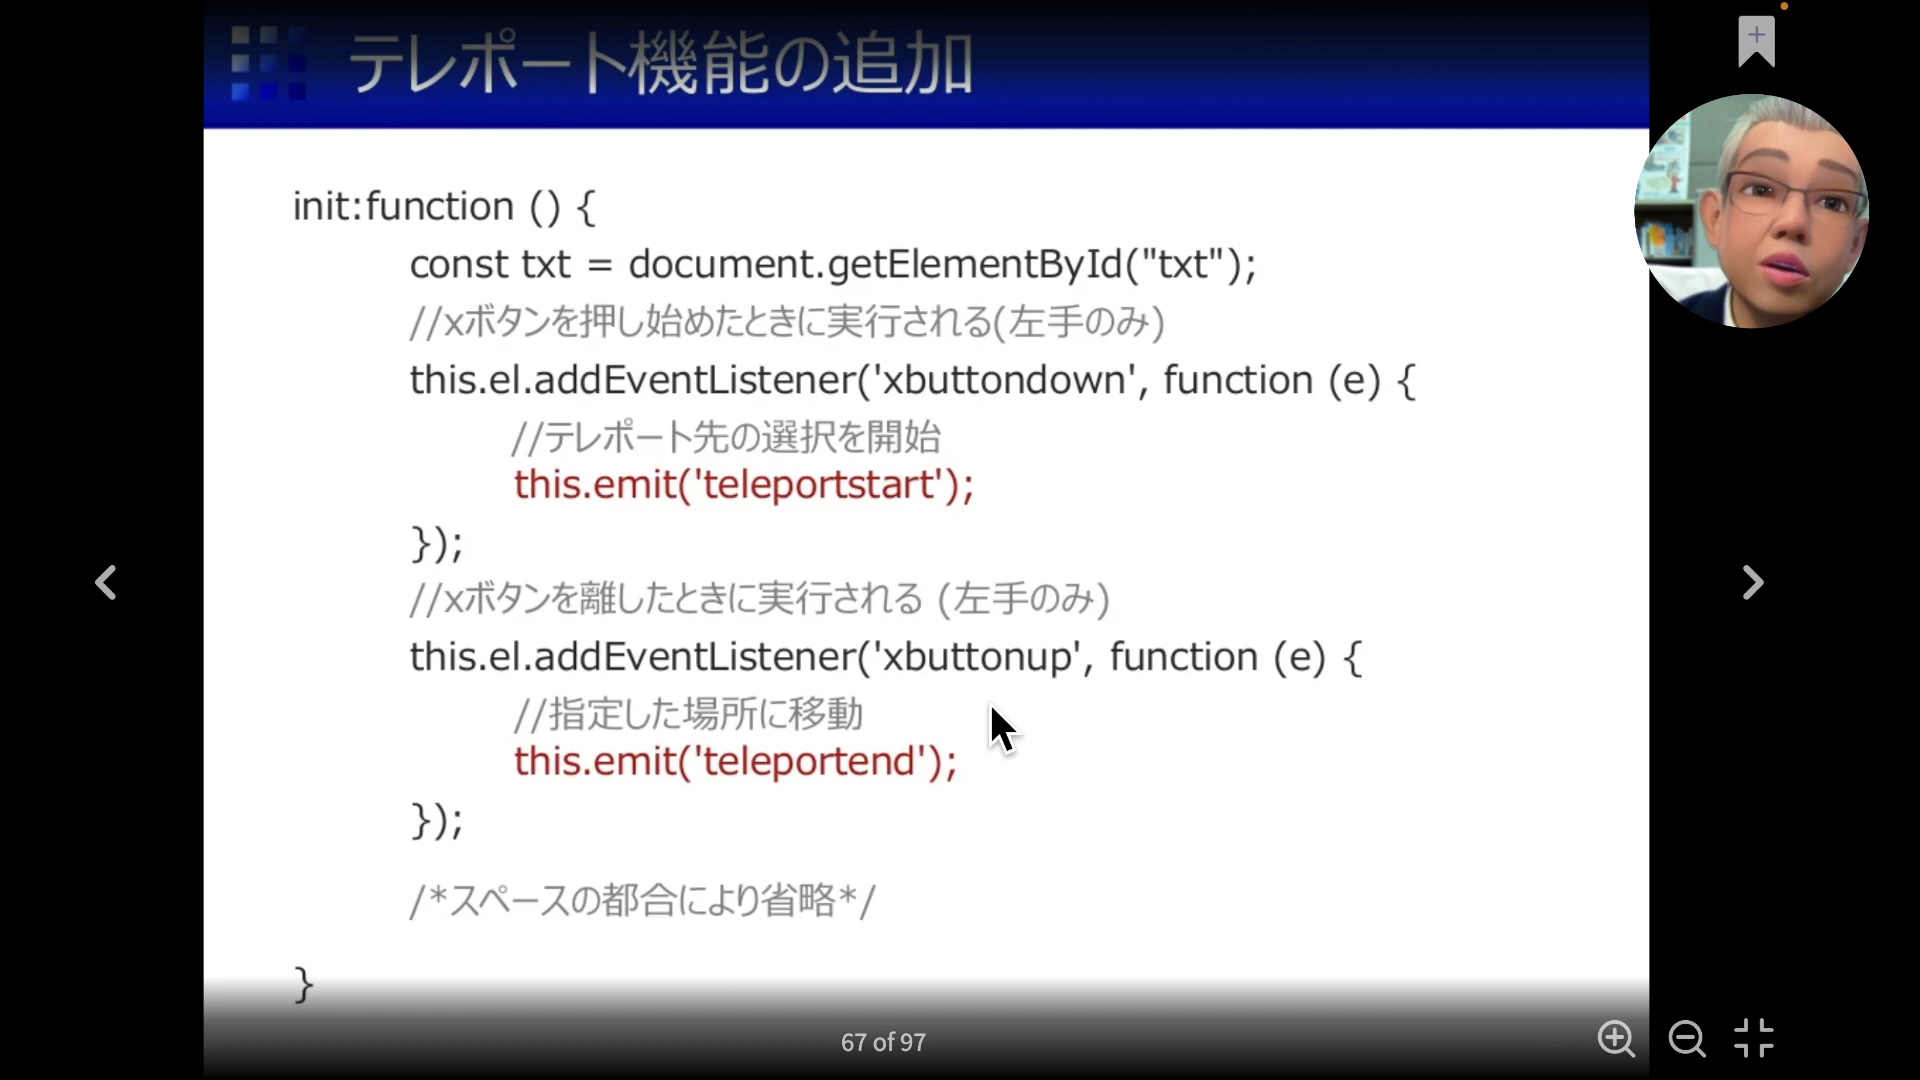 テレポート機能の追加
init:function () {
const txt = document.getElementById("txt");
//xボタンを押し始めたときに実行される(左手のみ)
this.el.addEventListener('xbuttondown', function (e) {
//テレポート先の選択を開始
this.emit('teleportstart');
});
//xボタンを離したときに実行される (左手のみ)
this.el.addEventListener('xbuttonup', function (e) {
//指定した場所に移動
this.emit('teleportend');
});
/*スペースの都合により省略*/
}
67 of 97